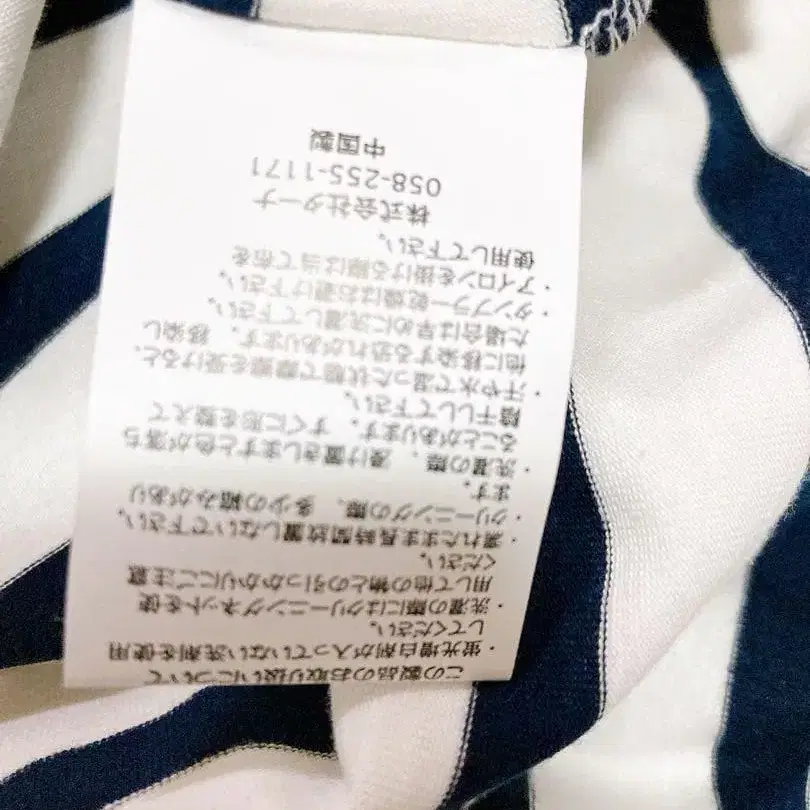 この製品のお取り扱いについて
・蛍光増白剤が入っていない洗剤を使用
してください。
・洗濯の際にはクリーニングネットを使
用して他の物との引っかかりにご注意
ください。
・濡れたまま長時間放置しないで下さい。
・クリーニングの際、多少の縮みがあり
ます。
・洗濯の際、漬け置きしますと色が落ち
ることがあります。すぐに形を整えて
陰干しして下さい。
・汗や水で湿った状態で摩擦を受けると、
他に移染する恐れがあります。移染し
た場合は早めに洗濯して下さい。
・タンブラー乾燥はお避け下さい。
・アイロンを掛ける際は当て布を
使用して下さい。
株式会社ターナ
058-255-1171
中国製